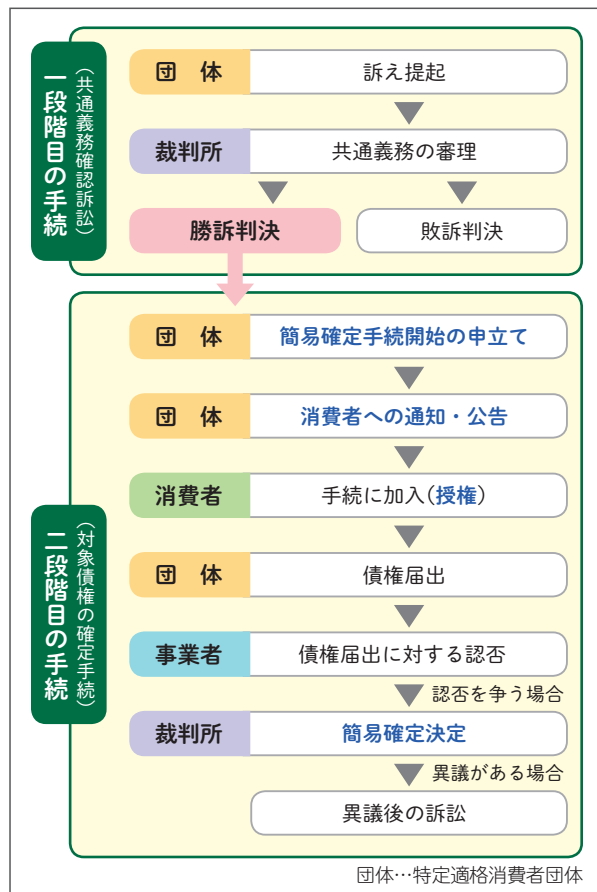 一段階目の手続
（共通義務確認訴訟）
団　体　訴え提起
裁判所　共通義務の審理
勝訴判決　敗訴判決
二段階目の手続
（対象債権の確定手続）
団　体　簡易確定手続開始の申立て
団　体　消費者への通知・公告
消費者　手続に加入（授権）
団　体　債権届出
事業者　債権届出に対する認否
認否を争う場合
裁判所　簡易確定決定
異議がある場合
異議後の訴訟
団体…特定適格消費者団体